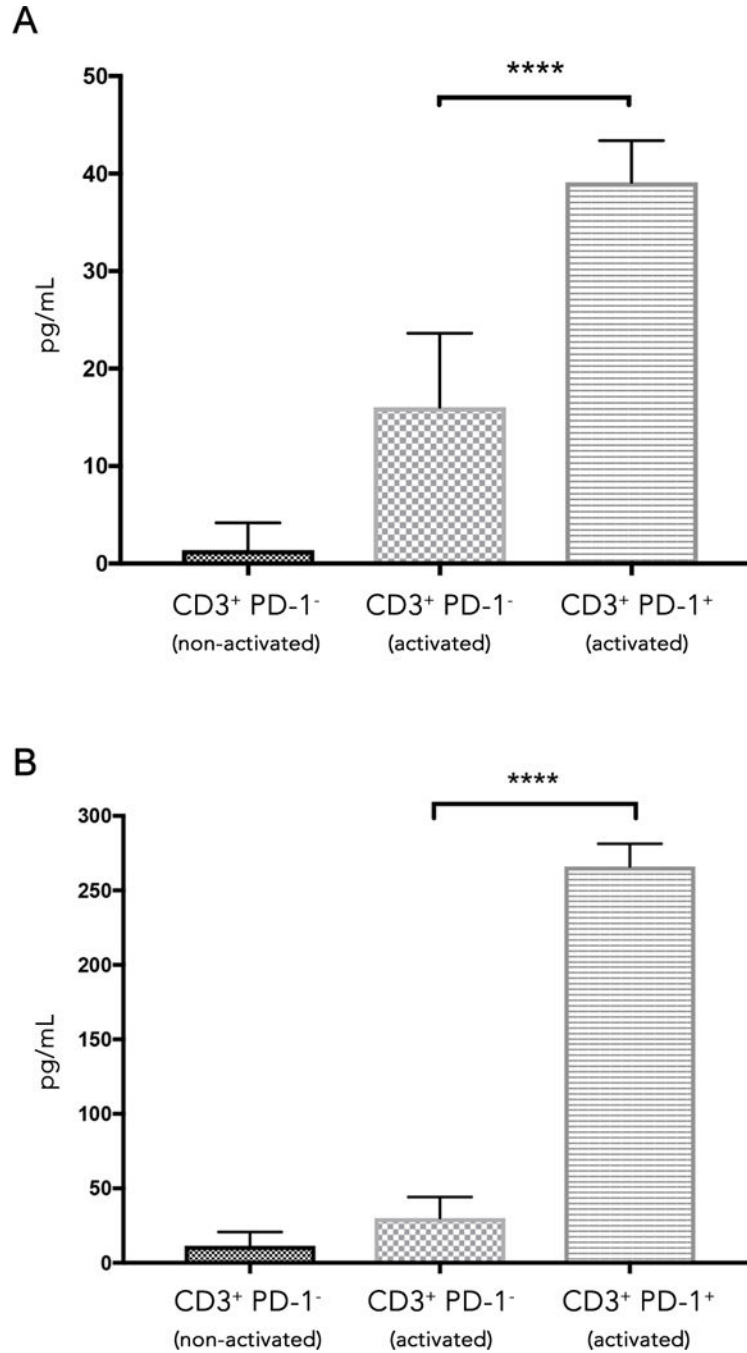 A
****
50
40
30
20
10
0
pg/mL
CD3⁺ PD-1⁻ CD3⁺ PD-1⁻ CD3⁺ PD-1⁺
(non-activated) (activated) (activated)
B
****
300
250
200
150
100
50
0
pg/mL
CD3⁺ PD-1⁻ CD3⁺ PD-1⁻ CD3⁺ PD-1⁺
(non-activated) (activated) (activated)